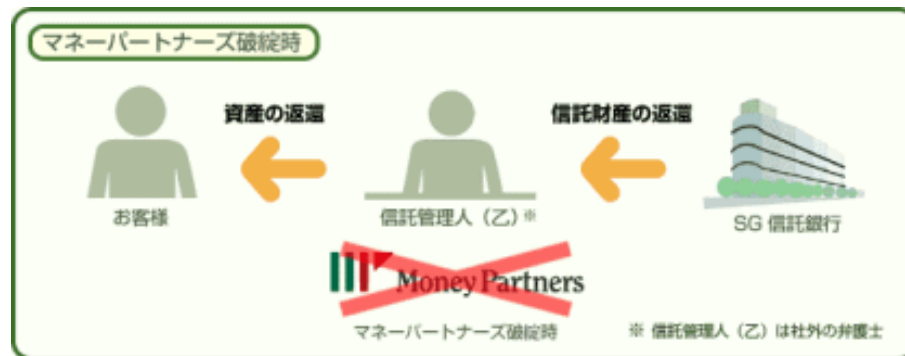 マネーパートナーズ破綻時
資産の返還
信託財産の返還
お客様
信託管理人(乙)※
SG 信託銀行
Money Partners
マネーパートナーズ破綻時
※ 信託管理人(乙)は社外の弁護士